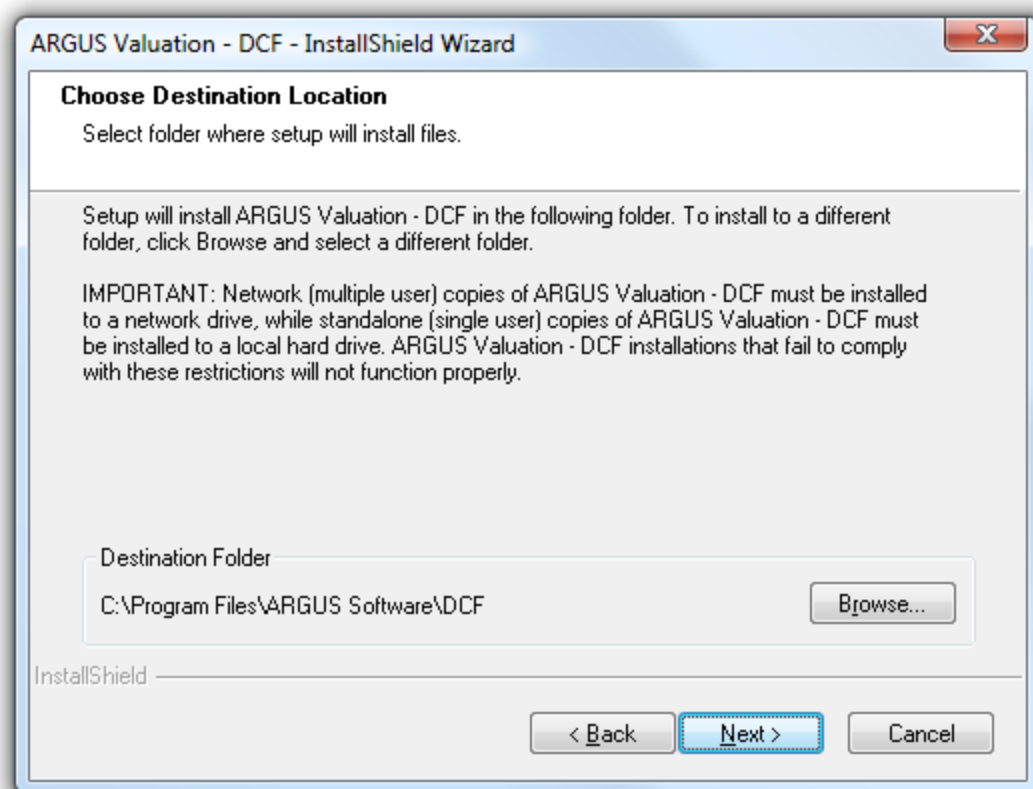 ARGUS Valuation - DCF - InstallShield Wizard
Choose Destination Location
Select folder where setup will install files.
Setup will install ARGUS Valuation - DCF in the following folder. To install to a different
folder, click Browse and select a different folder.
IMPORTANT: Network (multiple user) copies of ARGUS Valuation - DCF must be installed
to a network drive, while standalone (single user) copies of ARGUS Valuation - DCF must
be installed to a local hard drive. ARGUS Valuation - DCF installations that fail to comply
with these restrictions will not function properly.
Destination Folder
C:\Program Files\ARGUS Software\DCF
Browse...
InstallShield
< Back
Next >
Cancel